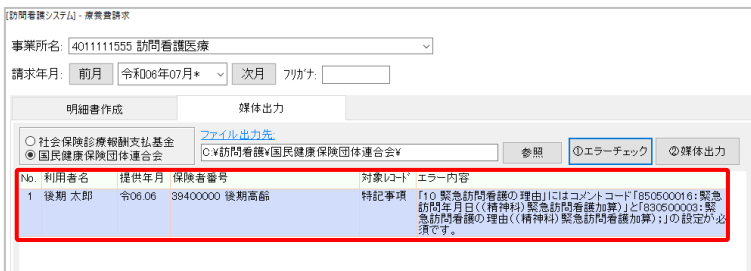 [訪問看護システム] - 療養費請求
事業所名: 4011111555 訪問看護医療
請求年月: 前月 令和06年07月* 次月 フリガナ:
明細書作成 媒体出力
社会保険診療報酬支払基金
国民健康保険団体連合会
ファイル出力先:
C:¥訪問看護¥国民健康保険団体連合会¥ 参照 ①エラーチェック ②媒体出力
No. 利用者名 提供年月 保険者番号 対象レコード エラー内容
1 後期 太郎 令06.06 39400000 後期高齢 特記事項 「10 緊急訪問看護の理由」にはコメントコード「850500016:緊急
訪問年月日((精神科)緊急訪問看護加算)」と「830500003:緊
急訪問看護の理由((精神科)緊急訪問看護加算);」の設定が必
須です。